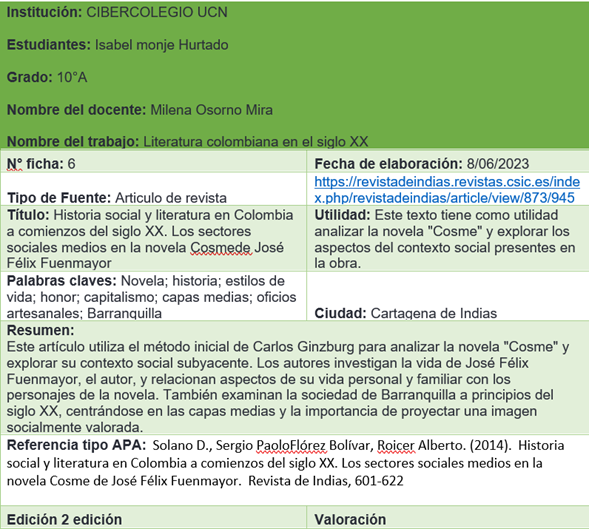 Institución: CIBERCOLEGIO UCN
Estudiantes: Isabel monje Hurtado
Grado: 10°A
Nombre del docente: Milena Osorno Mira
Nombre del trabajo: Literatura colombiana en el siglo XX
N° ficha: 6
Fecha de elaboración: 8/06/2023
Tipo de Fuente: Articulo de revista
https://revistadeindias.revistas.csic.es/inde
x.php/revistadeindias/article/view/873/945
Título: Historia social y literatura en Colombia
a comienzos del siglo XX. Los sectores
sociales medios en la novela Cosmede José
Félix Fuenmayor
Utilidad: Este texto tiene como utilidad
analizar la novela "Cosme" y explorar los
aspectos del contexto social presentes en
la obra.
Palabras claves: Novela; historia; estilos de
vida; honor; capitalismo; capas medias; oficios
artesanales; Barranquilla
Ciudad: Cartagena de Indias
Resumen:
Este artículo utiliza el método inicial de Carlos Ginzburg para analizar la novela "Cosme" y
explorar su contexto social subyacente. Los autores investigan la vida de José Félix
Fuenmayor, el autor, y relacionan aspectos de su vida personal y familiar con los
personajes de la novela. También examinan la sociedad de Barranquilla a principios del
siglo XX, centrándose en las capas medias y la importancia de proyectar una imagen
socialmente valorada.
Referencia tipo APA: Solano D., Sergio PaoloFlórez Bolívar, Roicer Alberto. (2014). Historia
social y literatura en Colombia a comienzos del siglo XX. Los sectores sociales medios en la
novela Cosme de José Félix Fuenmayor. Revista de Indias, 601-622
Edición 2 edición
Valoración